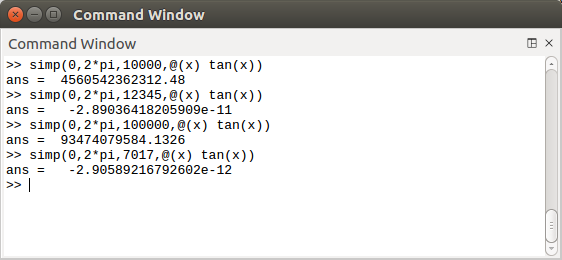 Command Window
Command Window
>> simp(0,2*pi,10000,@(x) tan(x))
ans =  4560542362312.48
>> simp(0,2*pi,12345,@(x) tan(x))
ans =   -2.89036418205909e-11
>> simp(0,2*pi,100000,@(x) tan(x))
ans =  93474079584.1326
>> simp(0,2*pi,7017,@(x) tan(x))
ans =   -2.90589216792602e-12
>>